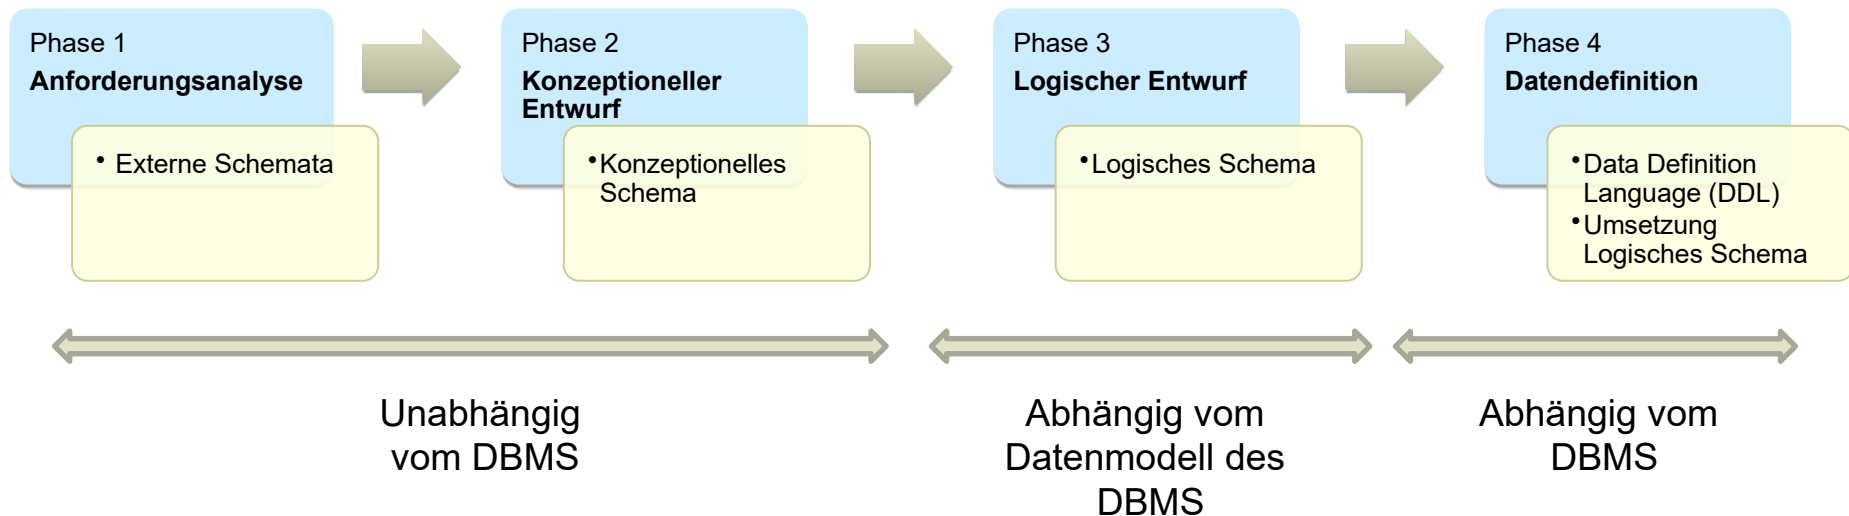 Phase 1
Anforderungsanalyse
• Externe Schemata
Phase 2
Konzeptioneller
Entwurf
•Konzeptionelles
Schema
Phase 3
Logischer Entwurf
•Logisches Schema
Phase 4
Datendefinition
•Data Definition
Language (DDL)
•Umsetzung
Logisches Schema
Unabhängig
vom DBMS
Abhängig vom
Datenmodell des
DBMS
Abhängig vom
DBMS